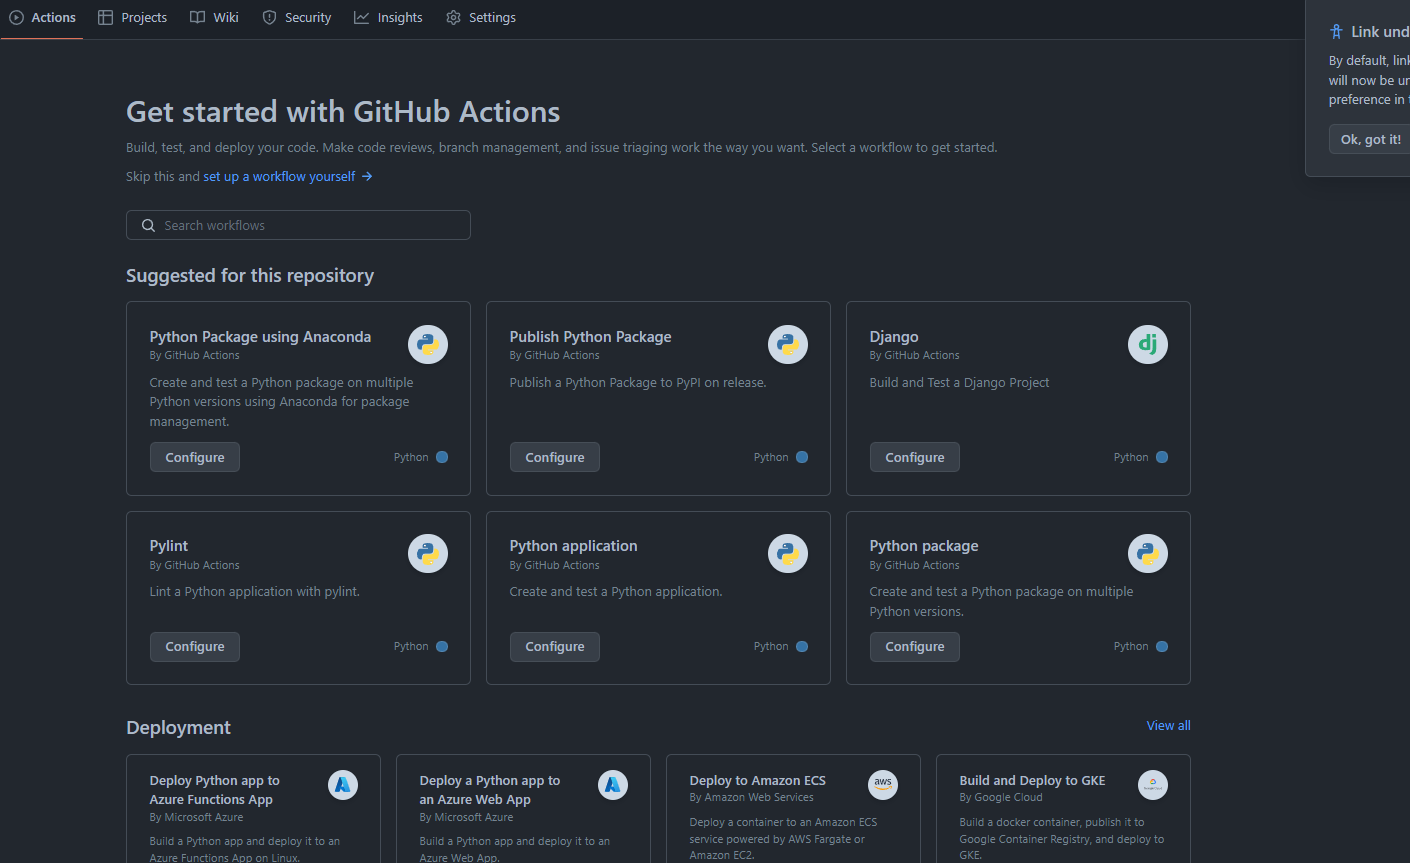 Actions Projects Wiki Security Insights Settings
Link und
By default, link
will now be un
preference in t
Ok, got it!
Get started with GitHub Actions
Build, test, and deploy your code. Make code reviews, branch management, and issue triaging work the way you want. Select a workflow to get started.
Skip this and set up a workflow yourself →
Search workflows
Suggested for this repository
Python Package using Anaconda
By GitHub Actions
Create and test a Python package on multiple
Python versions using Anaconda for package
management.
Configure
Python
Publish Python Package
By GitHub Actions
Publish a Python Package to PyPI on release.
Configure
Python
Django
By GitHub Actions
dj
Build and Test a Django Project
Configure
Python
Pylint
By GitHub Actions
Lint a Python application with pylint.
Configure
Python
Python application
By GitHub Actions
Create and test a Python application.
Configure
Python
Python package
By GitHub Actions
Create and test a Python package on multiple
Python versions.
Configure
Python
Deployment
View all
Deploy Python app to
Azure Functions App
By Microsoft Azure
Build a Python app and deploy it to an
Azure Functions App on Linux.
Deploy a Python app to
an Azure Web App
By Microsoft Azure
Build a Python app and deploy it to an
Azure Web App.
Deploy to Amazon ECS
By Amazon Web Services
aws
Deploy a container to an Amazon ECS
service powered by AWS Fargate or
Amazon EC2.
Build and Deploy to GKE
By Google Cloud
Build a docker container, publish it to
Google Container Registry, and deploy to
GKE.